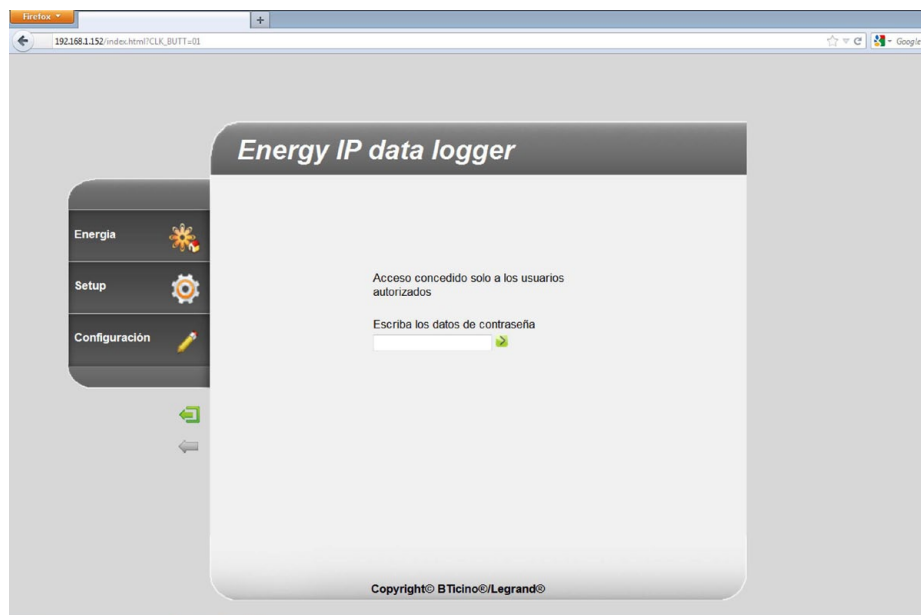 Firefox
192.168.1.152/index.html?CLK_BUTT=01
Google
Energy IP data logger
Energia
Setup
Configuración
Acceso concedido solo a los usuarios
autorizados
Escriba los datos de contraseña
Copyright© BTicino®/Legrand®